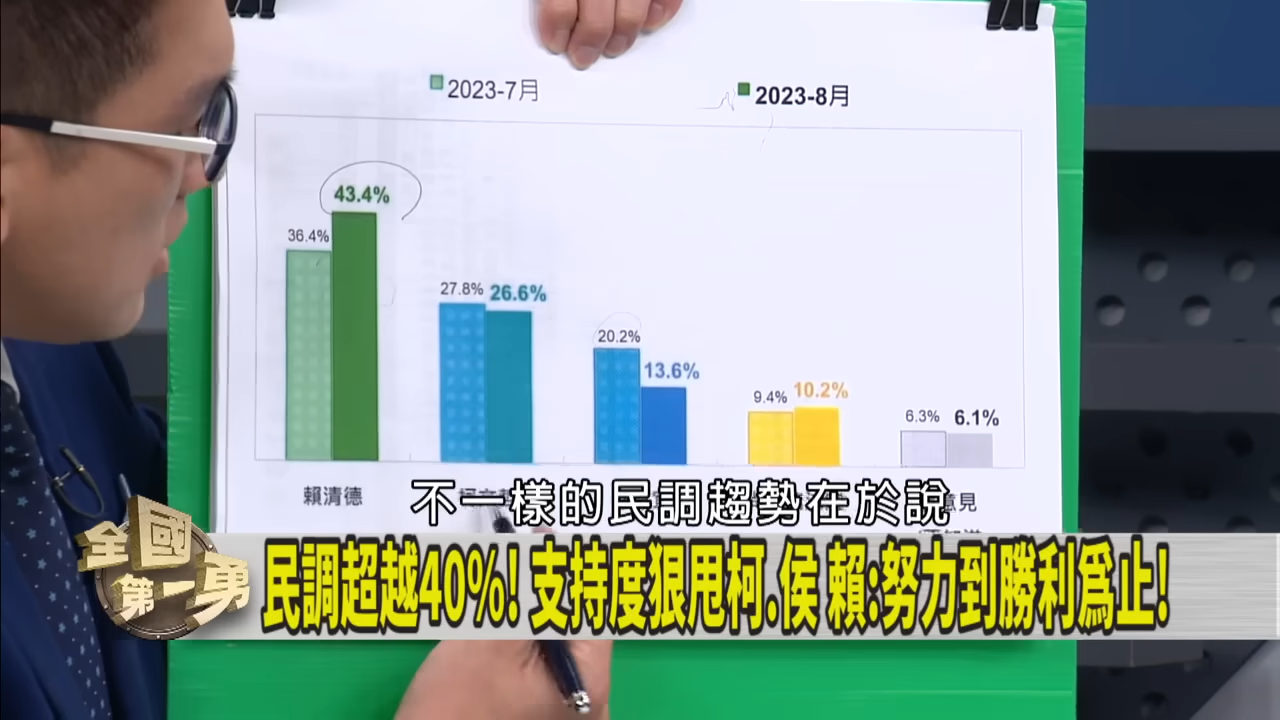 2023-7月
2023-8月
43.4%
36.4%
27.8%
26.6%
20.2%
13.6%
9.4%
10.2%
6.3%
6.1%
賴清德
意見
不一樣的民調趨勢在於說
全國
第一勇
民調超越40%! 支持度狠甩柯.侯 賴:努力到勝利為止!